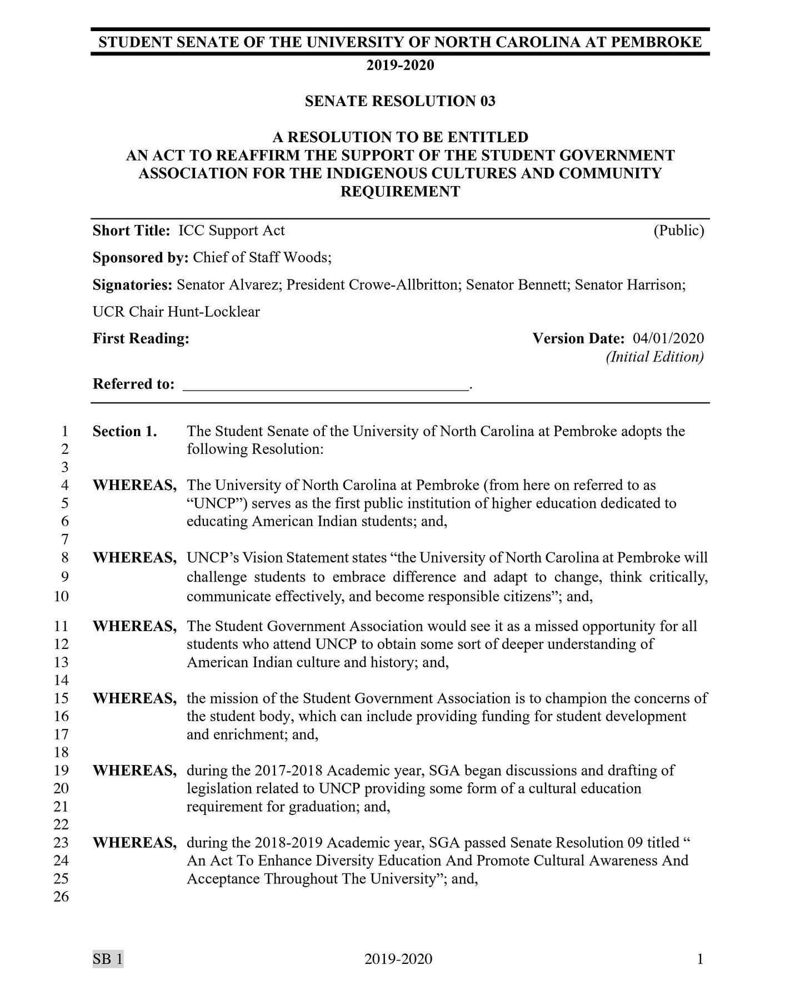 STUDENT SENATE OF THE UNIVERSITY OF NORTH CAROLINA AT PEMBROKE
2019-2020
SENATE RESOLUTION 03
A RESOLUTION TO BE ENTITLED
AN ACT TO REAFFIRM THE SUPPORT OF THE STUDENT GOVERNMENT
ASSOCIATION FOR THE INDIGENOUS CULTURES AND COMMUNITY
REQUIREMENT
Short Title: ICC Support Act (Public)
Sponsored by: Chief of Staff Woods;
Signatories: Senator Alvarez; President Crowe-Allbritton; Senator Bennett; Senator Harrison;
UCR Chair Hunt-Locklear
First Reading: Version Date: 04/01/2020
(Initial Edition)
Referred to: ____________________________________.
1 Section 1. The Student Senate of the University of North Carolina at Pembroke adopts the
2 following Resolution:
3
4 WHEREAS, The University of North Carolina at Pembroke (from here on referred to as
5 “UNCP”) serves as the first public institution of higher education dedicated to
6 educating American Indian students; and,
7
8 WHEREAS, UNCP’s Vision Statement states “the University of North Carolina at Pembroke will
9 challenge students to embrace difference and adapt to change, think critically,
10 communicate effectively, and become responsible citizens”; and,
11 WHEREAS, The Student Government Association would see it as a missed opportunity for all
12 students who attend UNCP to obtain some sort of deeper understanding of
13 American Indian culture and history; and,
14
15 WHEREAS, the mission of the Student Government Association is to champion the concerns of
16 the student body, which can include providing funding for student development
17 and enrichment; and,
18
19 WHEREAS, during the 2017-2018 Academic year, SGA began discussions and drafting of
20 legislation related to UNCP providing some form of a cultural education
21 requirement for graduation; and,
22
23 WHEREAS, during the 2018-2019 Academic year, SGA passed Senate Resolution 09 titled “
24 An Act To Enhance Diversity Education And Promote Cultural Awareness And
25 Acceptance Throughout The University”; and,
26
SB 1 2019-2020 1